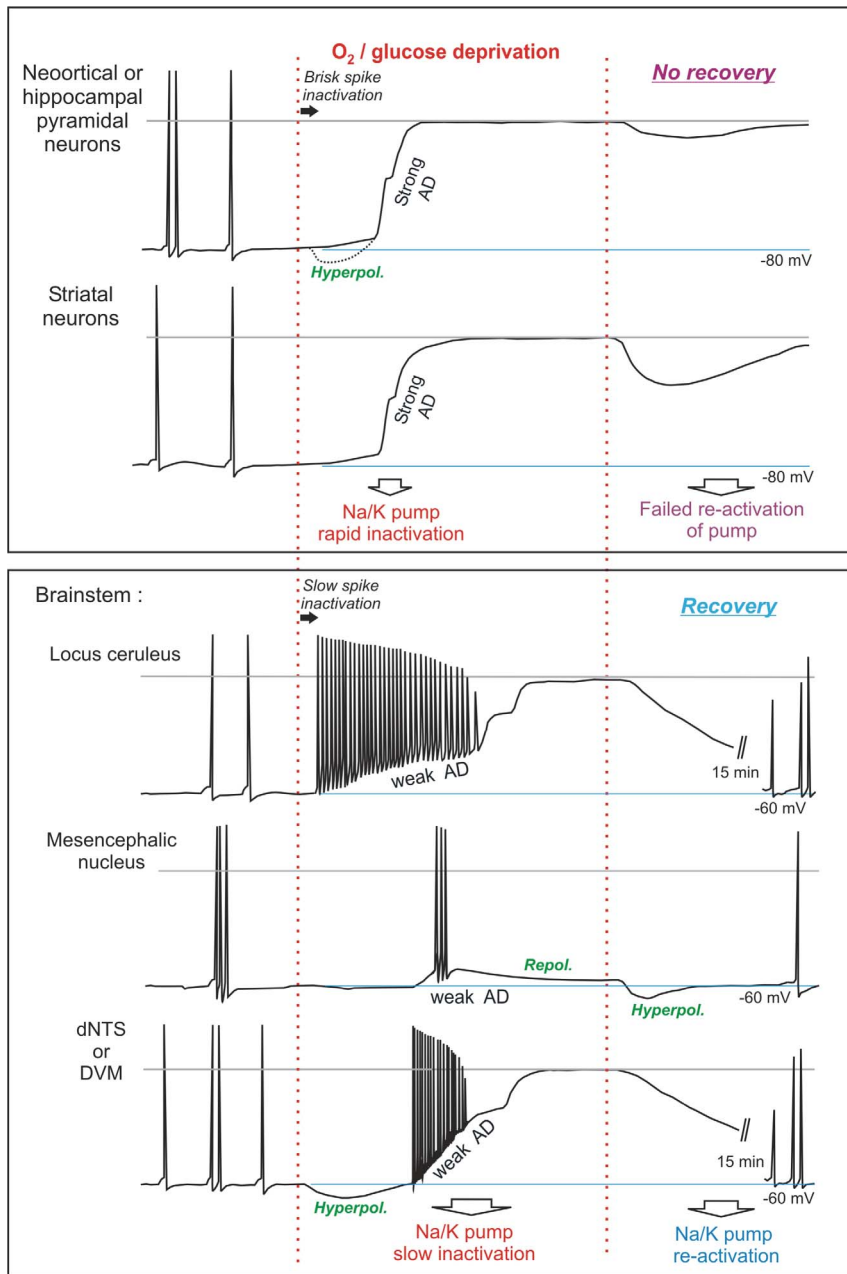 O2 / glucose deprivation
Neoortical or
hippocampal
pyramidal
neurons
Brisk spike
inactivation
No recovery
Strong
AD
Hyperpol.
-80 mV
Striatal
neurons
Strong
AD
-80 mV
Na/K pump
rapid inactivation
Failed re-activation
of pump
Brainstem :
Slow spike
inactivation
Recovery
Locus ceruleus
weak AD
15 min
-60 mV
Mesencephalic
nucleus
Repol.
weak AD
-60 mV
Hyperpol.
dNTS
or
DVM
weak AD
15 min
-60 mV
Hyperpol.
Na/K pump
slow inactivation
Na/K pump
re-activation